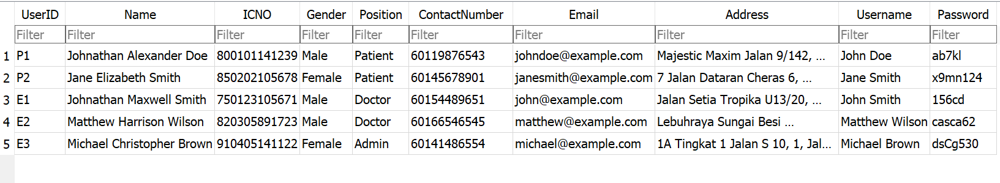 UserID Name ICNO Gender Position ContactNumber Email Address Username Password
Filter Filter Filter Filter Filter Filter Filter Filter Filter Filter
1 P1 Johnathan Alexander Doe 800101141239 Male Patient 60119876543 johndoe@example.com Majestic Maxim Jalan 9/142, ... John Doe ab7kl
2 P2 Jane Elizabeth Smith 850202105678 Female Patient 60145678901 janesmith@example.com 7 Jalan Dataran Cheras 6, ... Jane Smith x9mn124
3 E1 Johnathan Maxwell Smith 750123105671 Male Doctor 60154489651 john@example.com Jalan Setia Tropika U13/20, ... John Smith 156cd
4 E2 Matthew Harrison Wilson 820305891723 Male Doctor 60166546545 matthew@example.com Lebuhraya Sungai Besi ... Matthew Wilson casca62
5 E3 Michael Christopher Brown 910405141122 Female Admin 60141486554 michael@example.com 1A Tingkat 1 Jalan S 10, 1, Jal... Michael Brown dsCg530